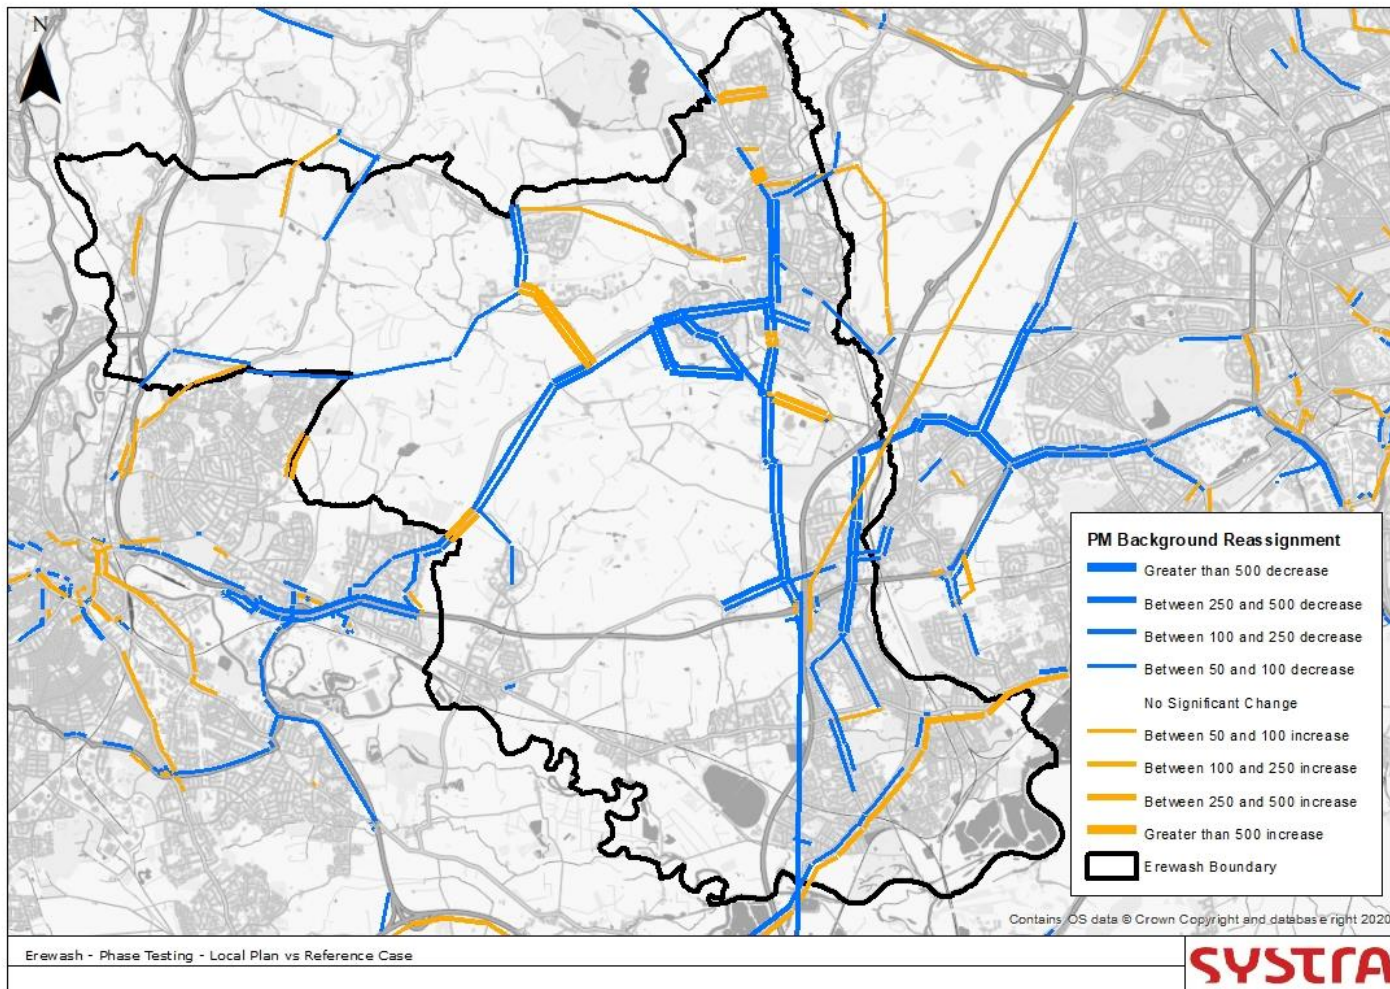 N
PM Background Reassignment
Greater than 500 decrease
Between 250 and 500 decrease
Between 100 and 250 decrease
Between 50 and 100 decrease
No Significant Change
Between 50 and 100 increase
Between 100 and 250 increase
Between 250 and 500 increase
Greater than 500 increase
Erewash Boundary
Contains OS data © Crown Copyright and database right 2020
Erewash - Phase Testing - Local Plan vs Reference Case
SYSTRA